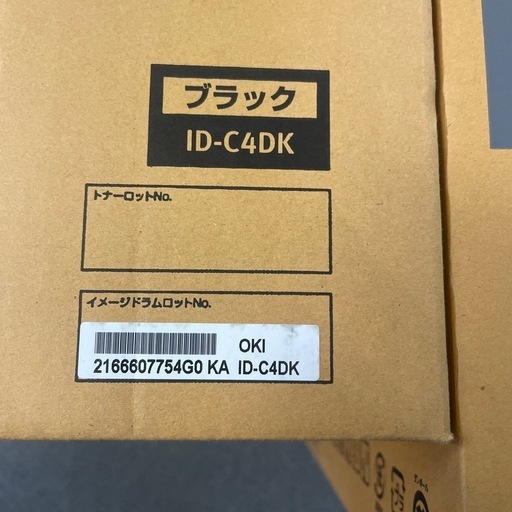 ブラック
ID-C4DK
トナーロットNo.
イメージドラムロットNo.
OKI
2166607754G0 KA ID-C4DK